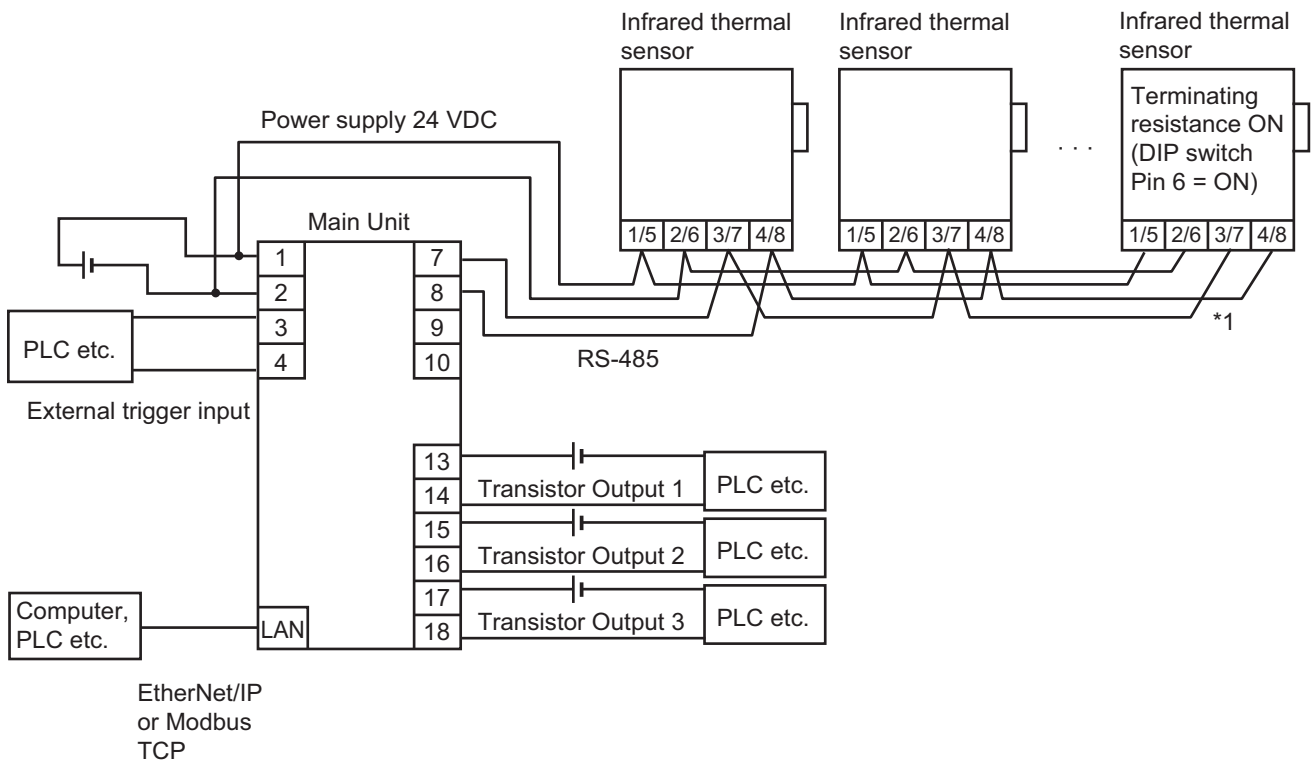 Infrared thermal
sensor
Infrared thermal
sensor
Infrared thermal
sensor
Terminating
resistance ON
(DIP switch
Pin 6 = ON)
. . .
Power supply 24 VDC
1/5 2/6 3/7 4/8
1/5 2/6 3/7 4/8
1/5 2/6 3/7 4/8
Main Unit
1
2
3
4
7
8
9
10
PLC etc.
External trigger input
RS-485
*1
13
14
15
16
17
18
Transistor Output 1
PLC etc.
Transistor Output 2
PLC etc.
Transistor Output 3
PLC etc.
Computer,
PLC etc.
LAN
EtherNet/IP
or Modbus
TCP